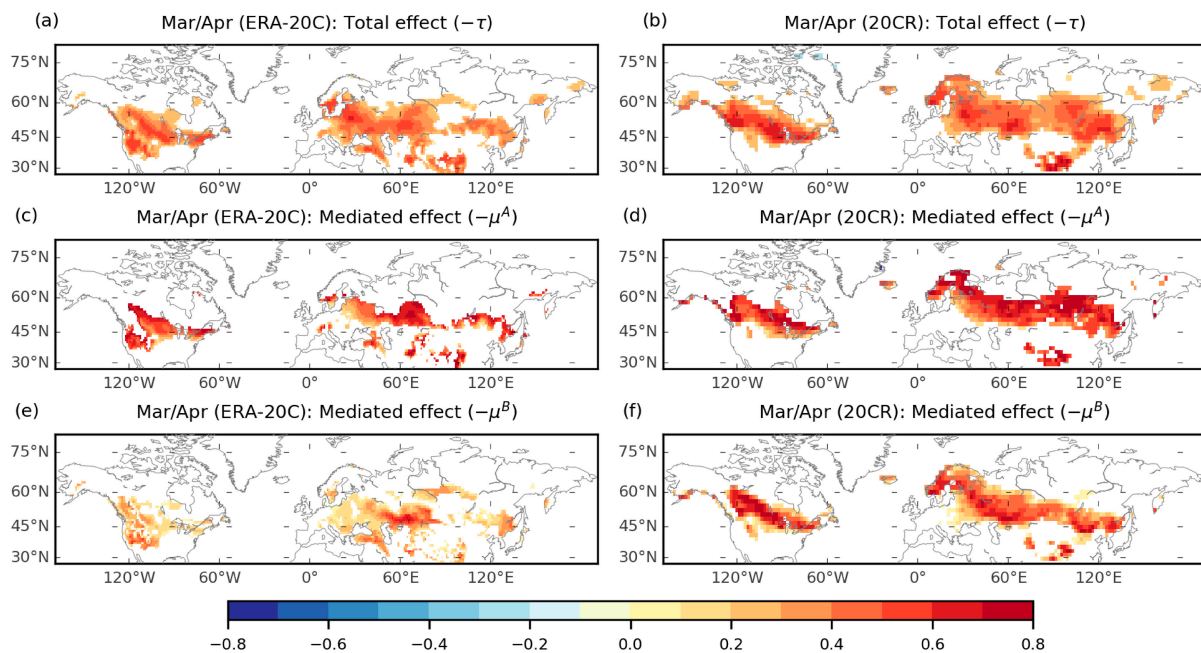 (a) Mar/Apr (ERA-20C): Total effect (−τ)
(b) Mar/Apr (20CR): Total effect (−τ)
75°N
60°N
45°N
30°N
120°W 60°W 0° 60°E 120°E
75°N
60°N
45°N
30°N
120°W 60°W 0° 60°E 120°E
(c) Mar/Apr (ERA-20C): Mediated effect (−μ^A)
(d) Mar/Apr (20CR): Mediated effect (−μ^A)
75°N
60°N
45°N
30°N
120°W 60°W 0° 60°E 120°E
75°N
60°N
45°N
30°N
120°W 60°W 0° 60°E 120°E
(e) Mar/Apr (ERA-20C): Mediated effect (−μ^B)
(f) Mar/Apr (20CR): Mediated effect (−μ^B)
75°N
60°N
45°N
30°N
120°W 60°W 0° 60°E 120°E
75°N
60°N
45°N
30°N
120°W 60°W 0° 60°E 120°E
−0.8 −0.6 −0.4 −0.2 0.0 0.2 0.4 0.6 0.8